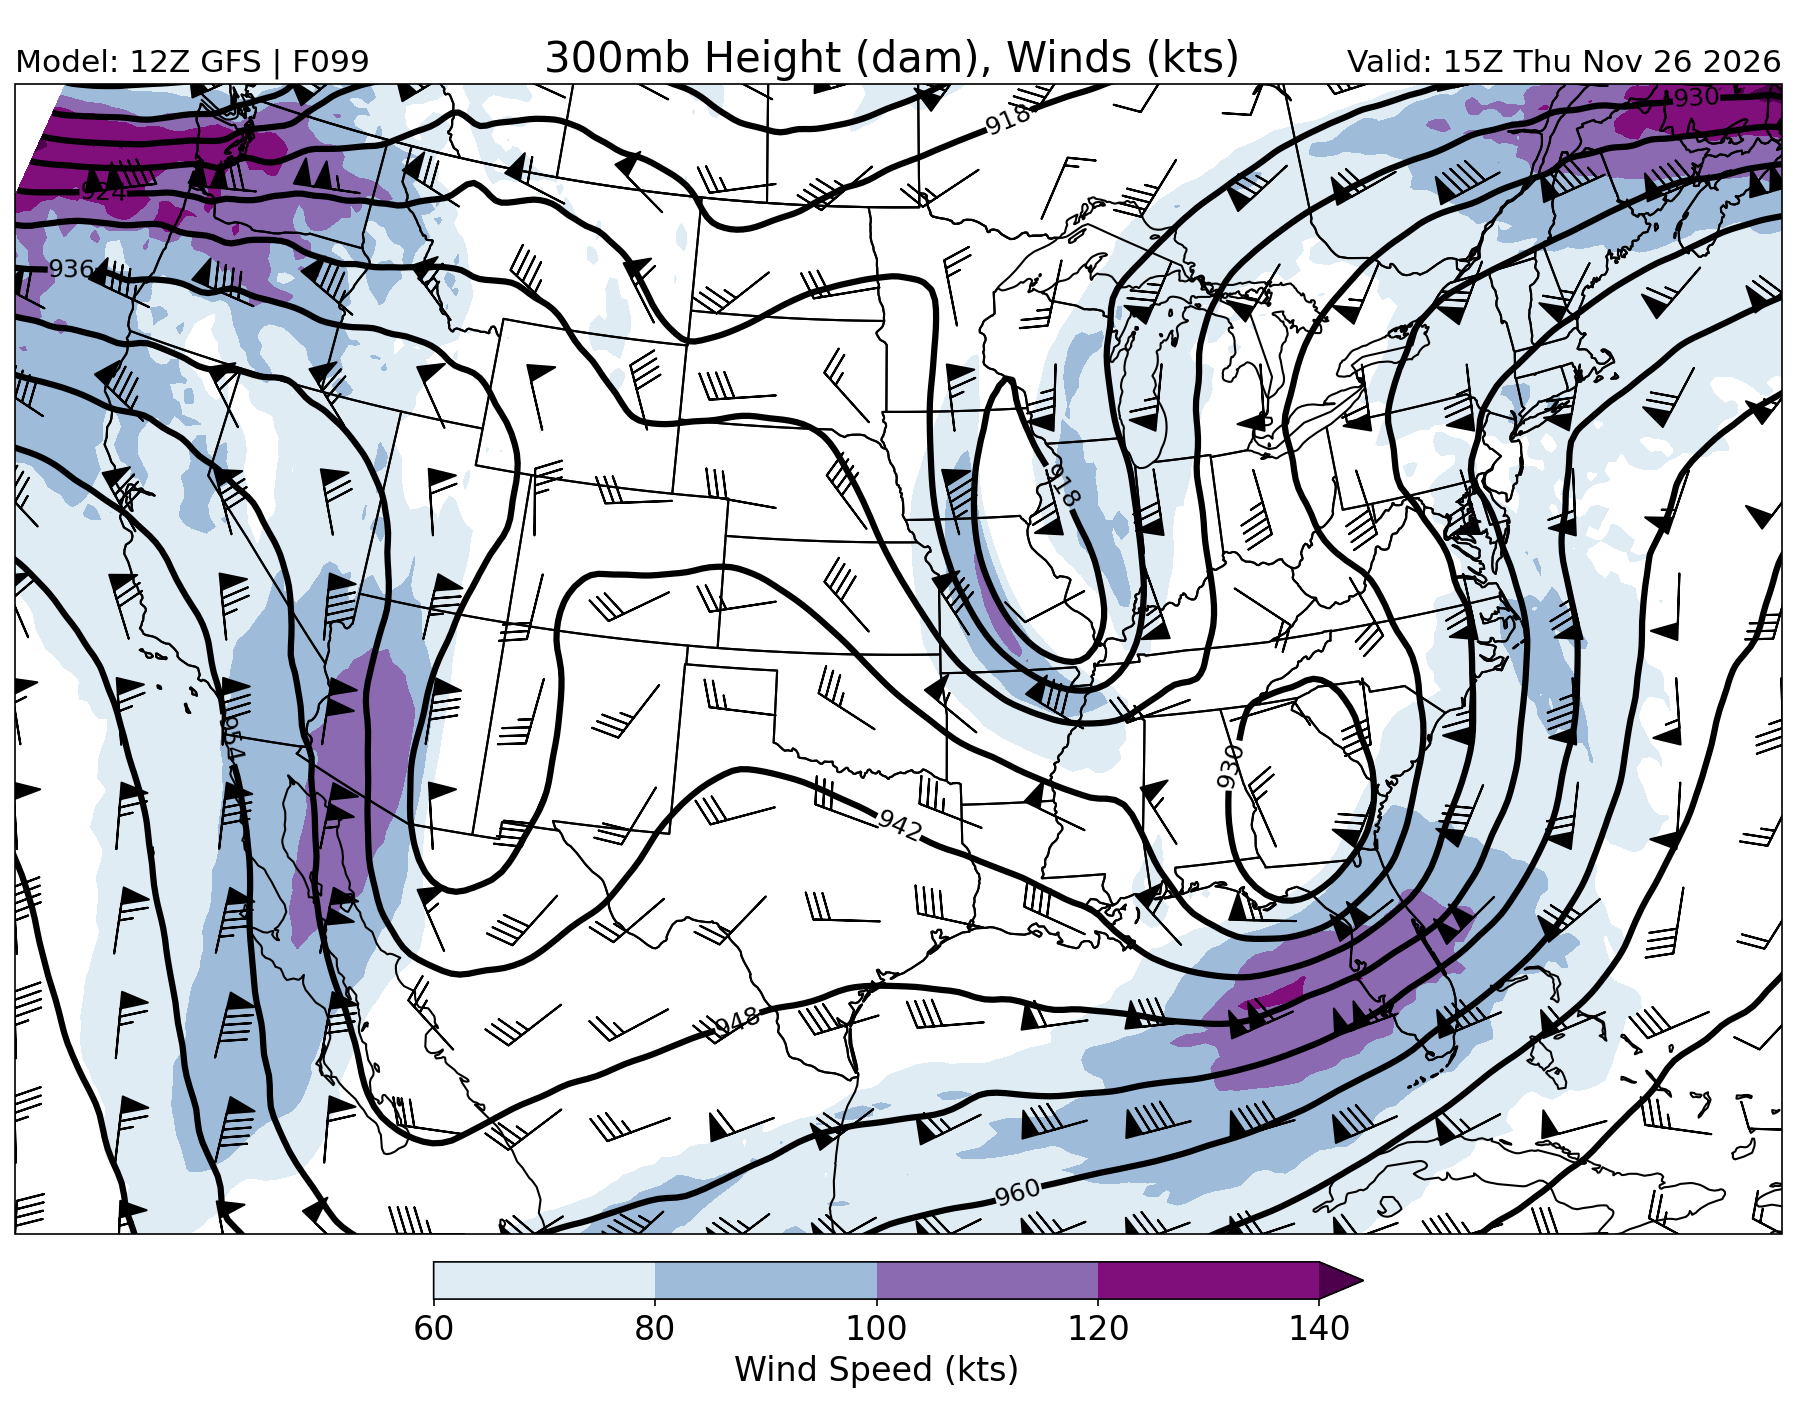 Model: 12Z GFS | F099
300mb Height (dam), Winds (kts)
Valid: 15Z Thu Nov 26 2026
930
918
924
936
918
954
930
942
948
960
60 80 100 120 140
Wind Speed (kts)